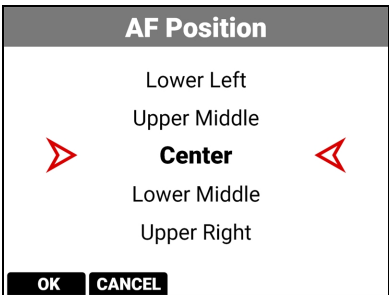 AF Position
Lower Left
Upper Middle
Center
Lower Middle
Upper Right
OK CANCEL